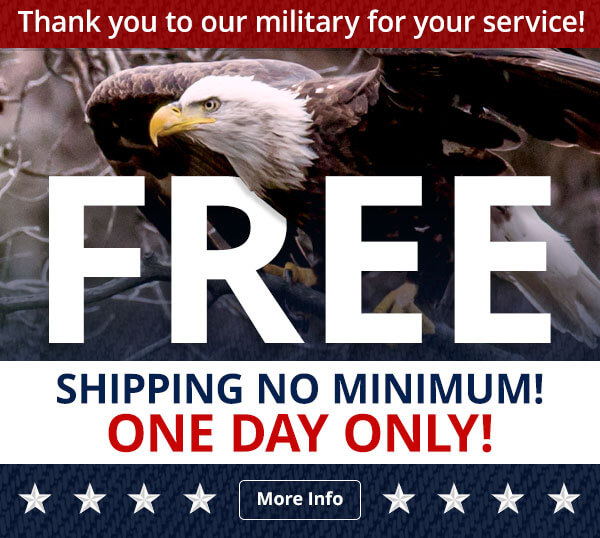 Thank you to our military for your service!
FREE
SHIPPING NO MINIMUM!
ONE DAY ONLY!
More Info